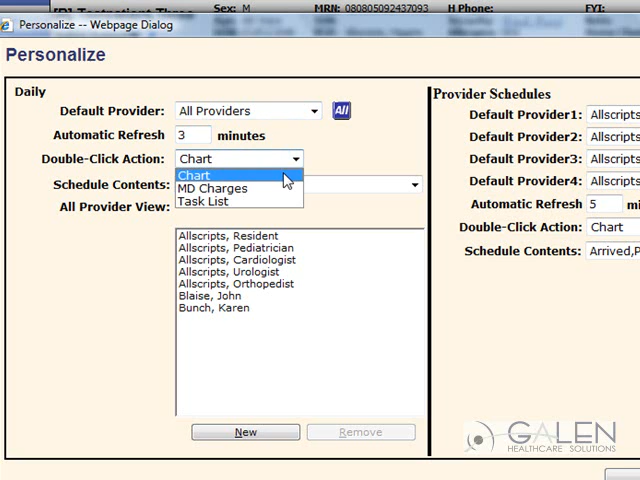 Sex: M MRN: 080805092437093 H Phone: FYI:
Personalize -- Webpage Dialog
Personalize
Daily
Default Provider: All Providers All
Automatic Refresh 3 minutes
Double-Click Action: Chart
Chart
MD Charges
Task List
Schedule Contents:
All Provider View:
Allscripts, Resident
Allscripts, Pediatrician
Allscripts, Cardiologist
Allscripts, Urologist
Allscripts, Orthopedist
Blaise, John
Bunch, Karen
New Remove
Provider Schedules
Default Provider1: Allscripts
Default Provider2: Allscripts
Default Provider3: Allscripts
Default Provider4: Allscripts
Automatic Refresh 5 mi
Double-Click Action: Chart
Schedule Contents: Arrived,P
GALEN
HEALTHCARE SOLUTIONS